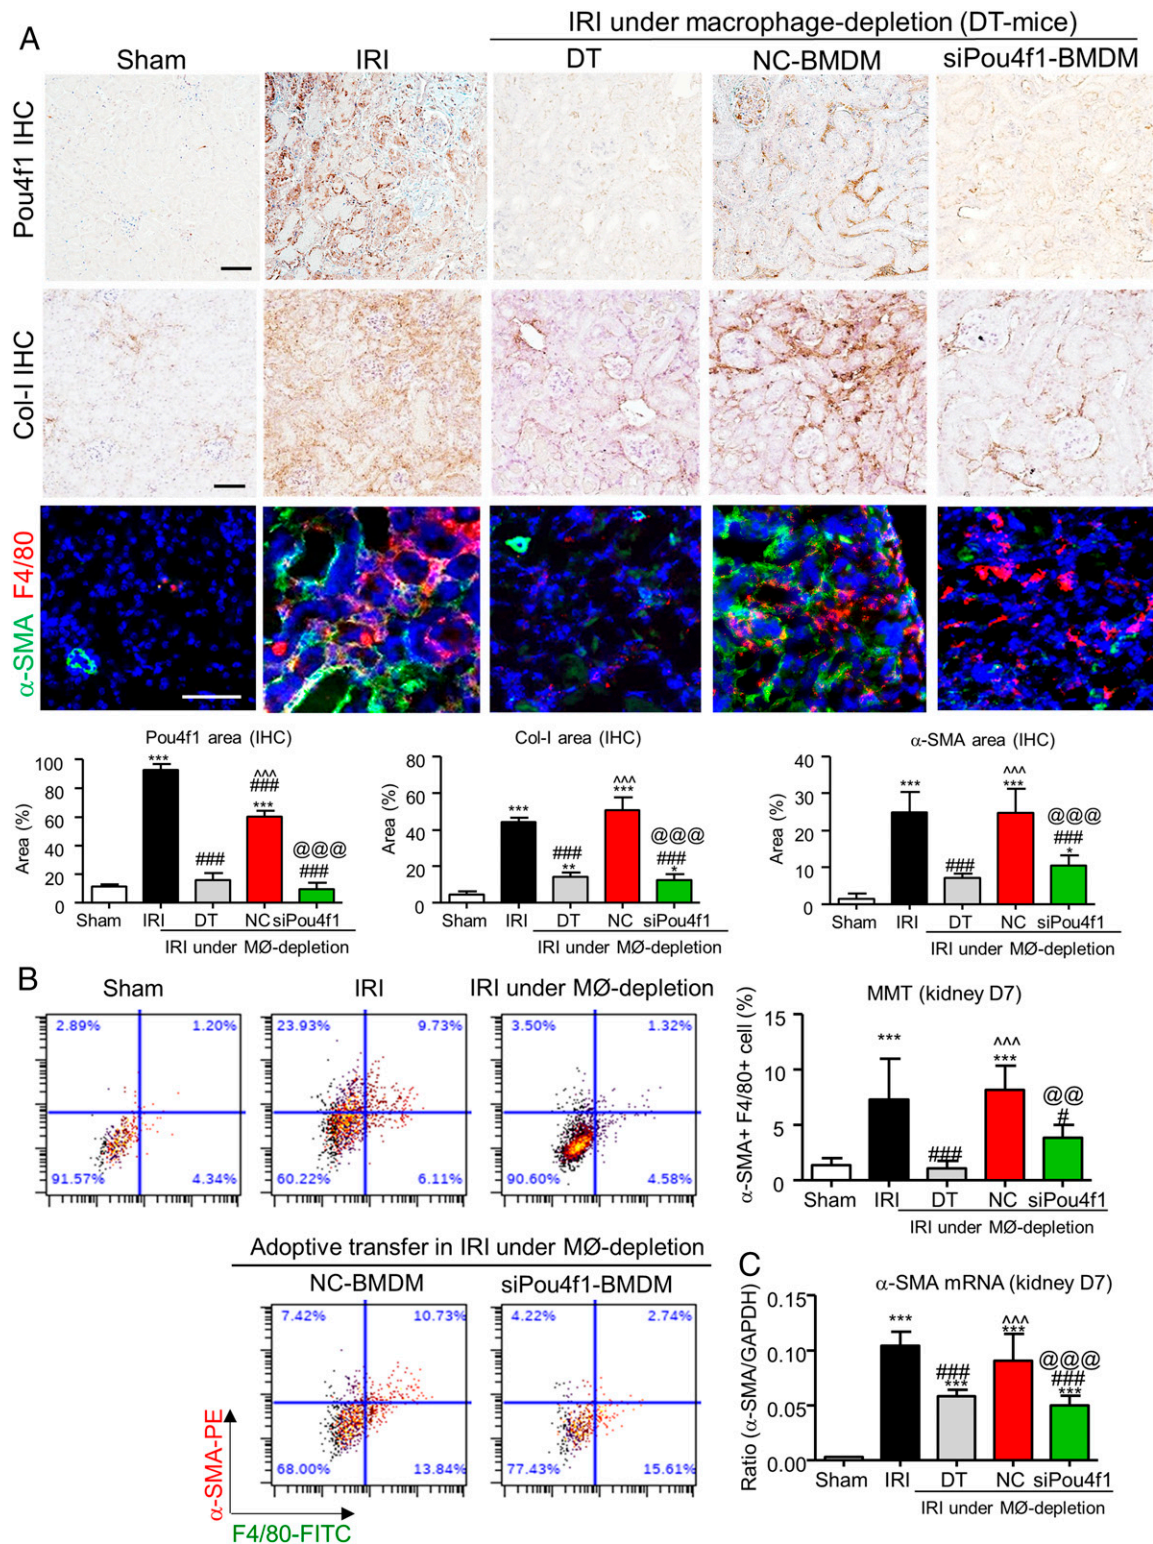 A
IRI under macrophage-depletion (DT-mice)
Sham IRI DT NC-BMDM siPou4f1-BMDM
Pou4f1 IHC
Col-I IHC
α-SMA F4/80
Pou4f1 area (IHC)
Area (%)
100
80
60
40
20
0
***
###
^^^
###
***
@@@
###
Sham IRI DT NC siPou4f1
IRI under MØ-depletion
Col-I area (IHC)
Area (%)
80
60
40
20
0
***
###
**
^^^
***
@@@
###
*
Sham IRI DT NC siPou4f1
IRI under MØ-depletion
α-SMA area (IHC)
Area (%)
40
30
20
10
0
***
###
^^^
***
@@@
###
*
Sham IRI DT NC siPou4f1
IRI under MØ-depletion
B
Sham IRI IRI under MØ-depletion
2.89% 1.20%
91.57% 4.34%
23.93% 9.73%
60.22% 6.11%
3.50% 1.32%
90.60% 4.58%
Adoptive transfer in IRI under MØ-depletion
NC-BMDM siPou4f1-BMDM
7.42% 10.73%
68.00% 13.84%
4.22% 2.74%
77.43% 15.61%
α-SMA-PE
F4/80-FITC
MMT (kidney D7)
α-SMA+ F4/80+ cell (%)
15
10
5
0
***
###
^^^
***
@@
#
Sham IRI DT NC siPou4f1
IRI under MØ-depletion
C
α-SMA mRNA (kidney D7)
Ratio (α-SMA/GAPDH)
0.15
0.10
0.05
0.00
***
###
***
^^^
***
@@@
###
***
Sham IRI DT NC siPou4f1
IRI under MØ-depletion